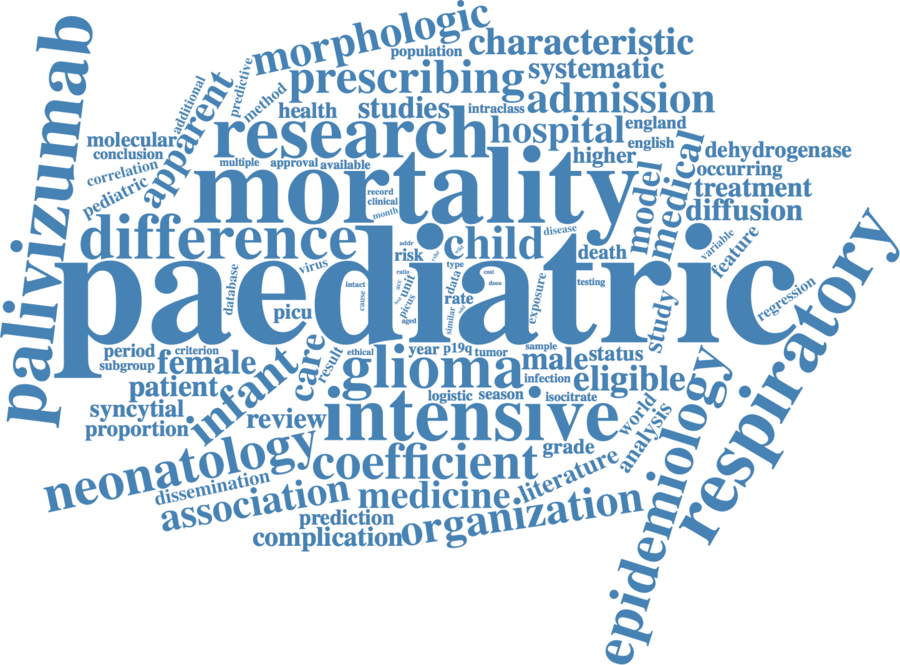 morphologic
population
characteristic
palivizumab
additional
predictive
prescribing
systematic
method
apparent
health
studies
intraclass
admission
molecular
research
hospital
england
conclusion
english
correlation
multiple
approval
available
higher
medical
dehydrogenase
pediatric
mortality
record
clinical
month
model
occurring
treatment
diffusion
difference
child
disease
addr
risk
death
variable
feature
respiratory
paediatric
database
virus
intact
cause
ratio
unit
picus
aged
type
data
rate
similar
cost
dose
exposure
testing
study
regression
picu
period
criterion
subgroup
female
infant
care
result
ethical
year
p19q
tumor
sample
glioma
male
status
patient
infection
eligible
syncytial
proportion
review
intensive
logistic
season
isocitrate
world
analysis
epidemiology
neonatology
coefficient
grade
literature
dissemination
association
medicine
organization
prediction
complication